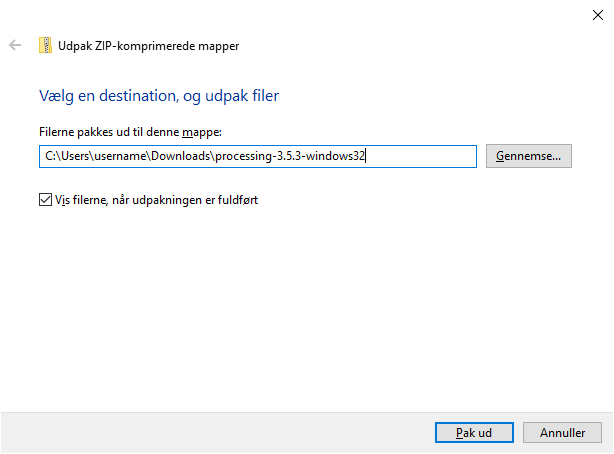 Udpak ZIP-komprimerede mapper
Vælg en destination, og udpak filer
Filerne pakkes ud til denne mappe:
C:\Users\username\Downloads\processing-3.5.3-windows32
Gennemse...
Vis filerne, når udpakningen er fuldført
Pak ud
Annuller